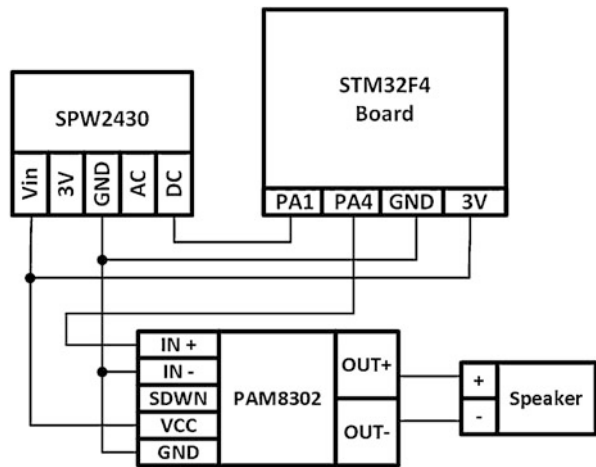 STM32F4
Board
SPW2430
Vin
3V
GND
AC
DC
PA1 PA4 GND 3V
IN +
IN -
SDWN
VCC
GND
PAM8302
OUT+
OUT-
+
-
Speaker